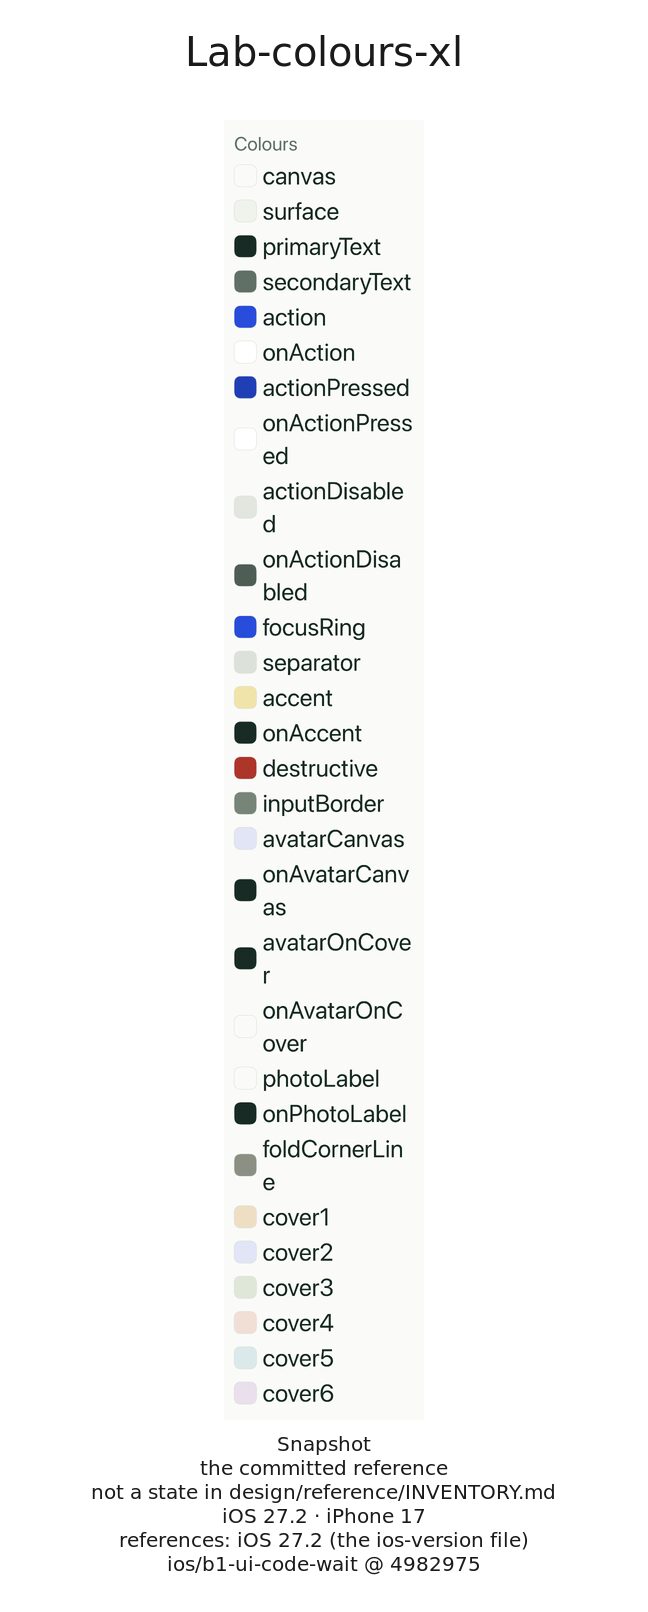 Lab-colours-xl
Colours
canvas
surface
primaryText
secondaryText
action
onAction
actionPressed
onActionPress
ed
actionDisable
d
onActionDisa
bled
focusRing
separator
accent
onAccent
destructive
inputBorder
avatarCanvas
onAvatarCanv
as
avatarOnCove
r
onAvatarOnC
over
photoLabel
onPhotoLabel
foldCornerLin
e
cover1
cover2
cover3
cover4
cover5
cover6
Snapshot
the committed reference
not a state in design/reference/INVENTORY.md
iOS 27.2 · iPhone 17
references: iOS 27.2 (the ios-version file)
ios/b1-ui-code-wait @ 4982975